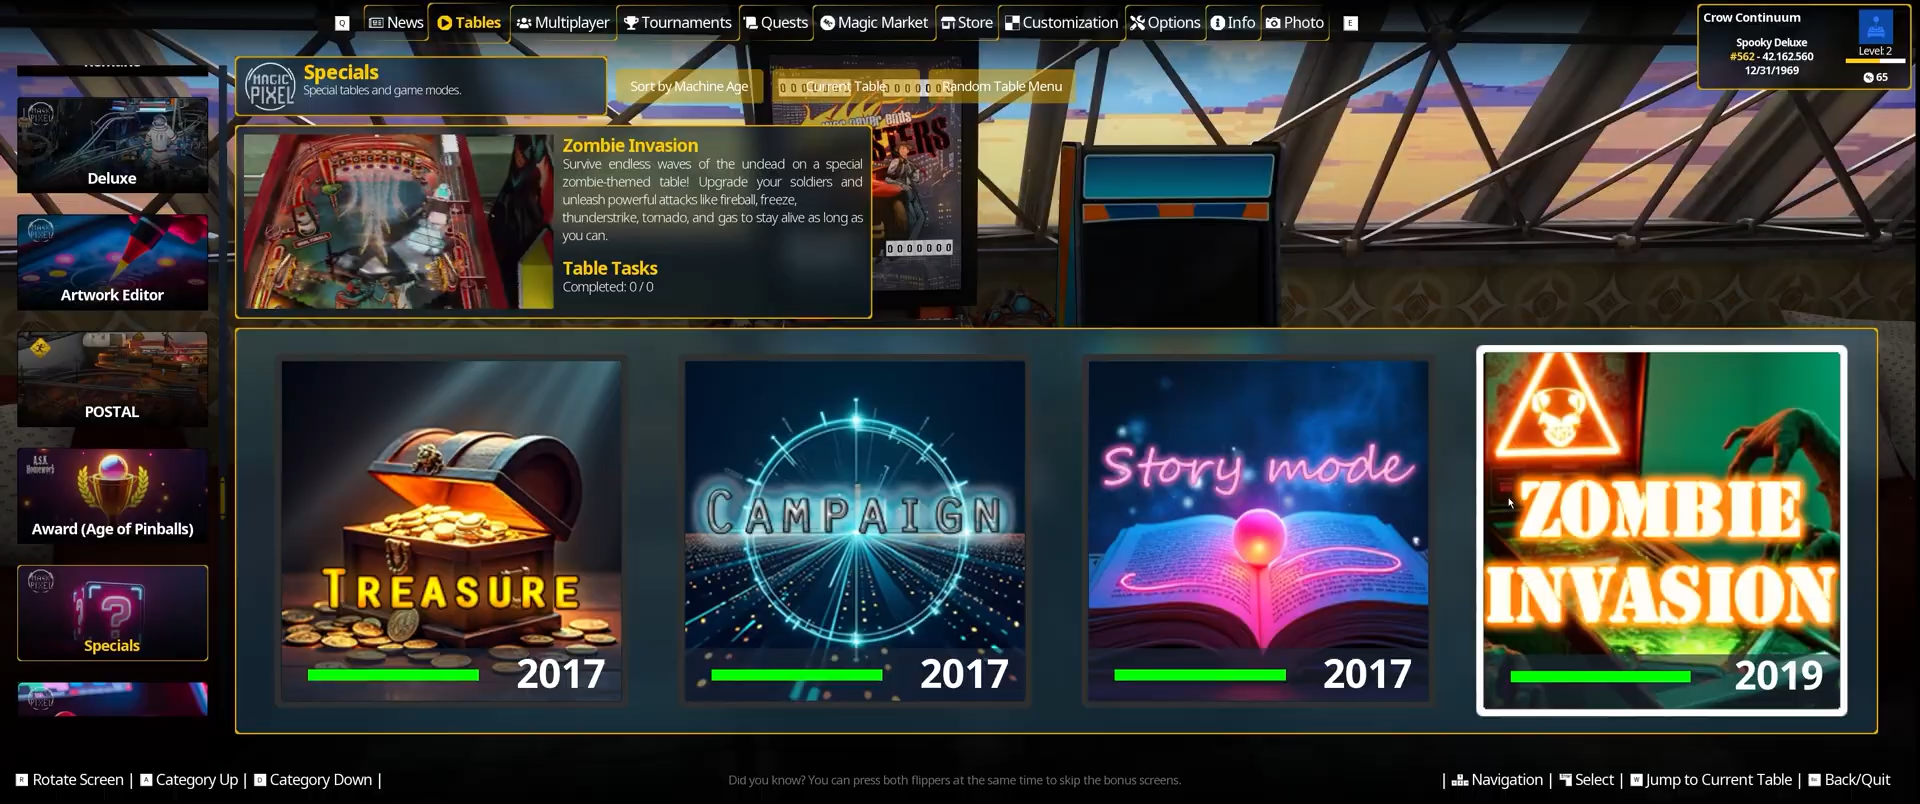 Q
News
Tables
Multiplayer
Tournaments
Quests
Magic Market
Store
Customization
Options
Info
Photo
E
Crow Continuum
Spooky Deluxe
#562 - 42.162.560
12/31/1969
Level: 2
65
MAGIC
PIXEL
Specials
Special tables and game modes.
Sort by Machine Age
Current Table
Random Table Menu
Deluxe
Artwork Editor
POSTAL
Award (Age of Pinballs)
Specials
Zombie Invasion
Survive endless waves of the undead on a special
zombie-themed table! Upgrade your soldiers and
unleash powerful attacks like fireball, freeze,
thunderstrike, tornado, and gas to stay alive as long as
you can.
Table Tasks
Completed: 0 / 0
never ends
0000000
TREASURE
2017
CAMPAIGN
2017
Story mode
2017
ZOMBIE
INVASION
2019
R Rotate Screen | A Category Up | D Category Down |
Did you know? You can press both flippers at the same time to skip the bonus screens.
| Navigation | Select | W Jump to Current Table | Back/Quit